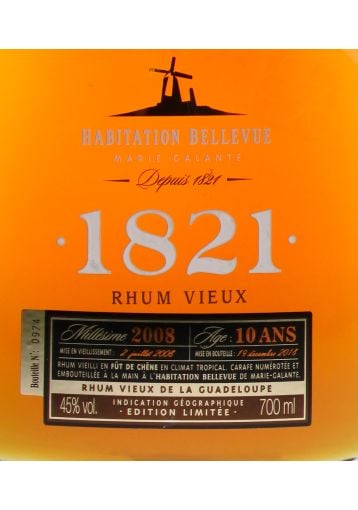 HABITATION BELLEVUE
MARIE GALANTE
Depuis 1821
· 1821 ·
RHUM VIEUX
Bouteille N°: 0974
Millésime 2008 Age: 10 ANS
MISE EN VIEILLISSEMENT: 2 juillet 2008 MISE EN BOUTEILLE: 19 décembre 2018
RHUM VIEILLI EN FÛT DE CHÊNE EN CLIMAT TROPICAL. CARAFE NUMÉROTÉE ET
EMBOUTEILLÉE À LA MAIN À L'HABITATION BELLEVUE DE MARIE-GALANTE.
RHUM VIEUX DE LA GUADELOUPE
45% vol. INDICATION GÉOGRAPHIQUE 700 ml
· EDITION LIMITÉE ·